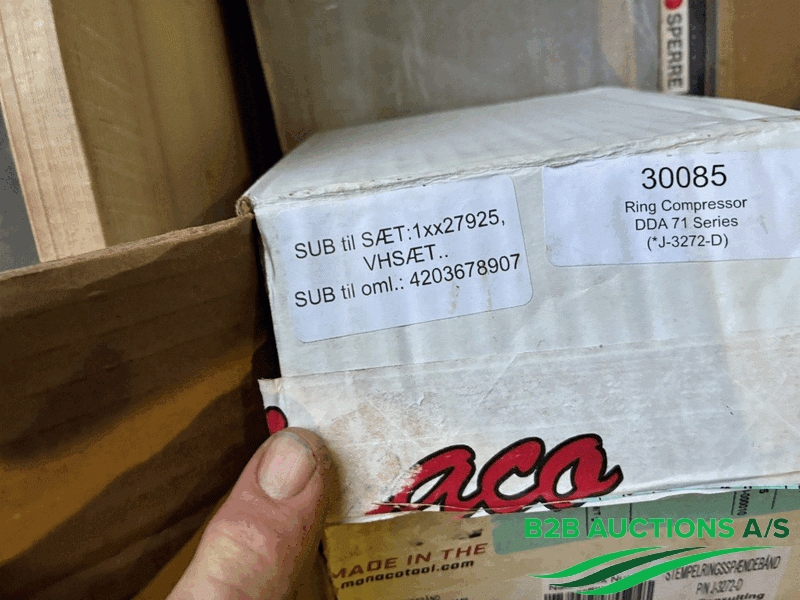 SPERRE
30085
Ring Compressor
DDA 71 Series
(*J-3272-D)
SUB til SÆT:1xx27925,
VHSÆT..
SUB til oml.: 4203678907
aco
B2B AUCTIONS A/S
MADE IN THE
monacotool.com
STEMPELRINGSSPÆNDEBÅND
P/N J-3272-D